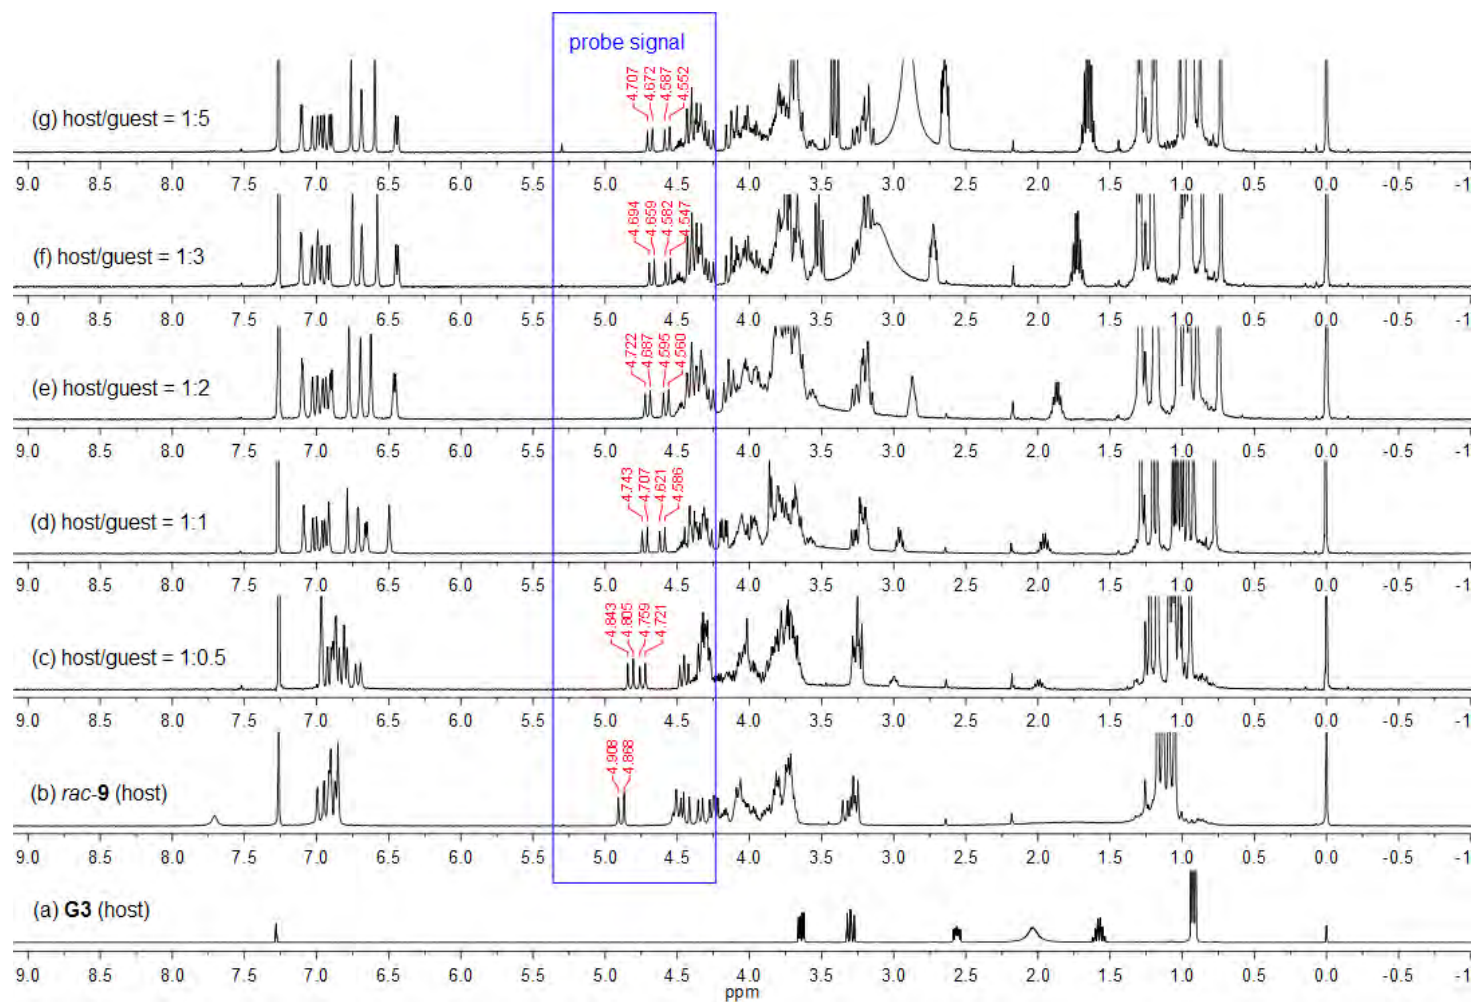 probe signal
4.707 4.672 4.587 4.552
(g) host/guest = 1:5
9.0 8.5 8.0 7.5 7.0 6.5 6.0 5.5 5.0 4.5 4.0 3.5 3.0 2.5 2.0 1.5 1.0 0.5 0.0 -0.5 -1
4.694 4.659 4.582 4.547
(f) host/guest = 1:3
9.0 8.5 8.0 7.5 7.0 6.5 6.0 5.5 5.0 4.5 4.0 3.5 3.0 2.5 2.0 1.5 1.0 0.5 0.0 -0.5 -1
4.722 4.687 4.595 4.560
(e) host/guest = 1:2
9.0 8.5 8.0 7.5 7.0 6.5 6.0 5.5 5.0 4.5 4.0 3.5 3.0 2.5 2.0 1.5 1.0 0.5 0.0 -0.5 -1
4.743 4.707 4.621 4.586
(d) host/guest = 1:1
9.0 8.5 8.0 7.5 7.0 6.5 6.0 5.5 5.0 4.5 4.0 3.5 3.0 2.5 2.0 1.5 1.0 0.5 0.0 -0.5 -1
4.843 4.805 4.759 4.721
(c) host/guest = 1:0.5
9.0 8.5 8.0 7.5 7.0 6.5 6.0 5.5 5.0 4.5 4.0 3.5 3.0 2.5 2.0 1.5 1.0 0.5 0.0 -0.5 -1
4.908 4.868
(b) rac-9 (host)
9.0 8.5 8.0 7.5 7.0 6.5 6.0 5.5 5.0 4.5 4.0 3.5 3.0 2.5 2.0 1.5 1.0 0.5 0.0 -0.5 -1
(a) G3 (host)
9.0 8.5 8.0 7.5 7.0 6.5 6.0 5.5 5.0 4.5 4.0 3.5 3.0 2.5 2.0 1.5 1.0 0.5 0.0 -0.5 -1
ppm